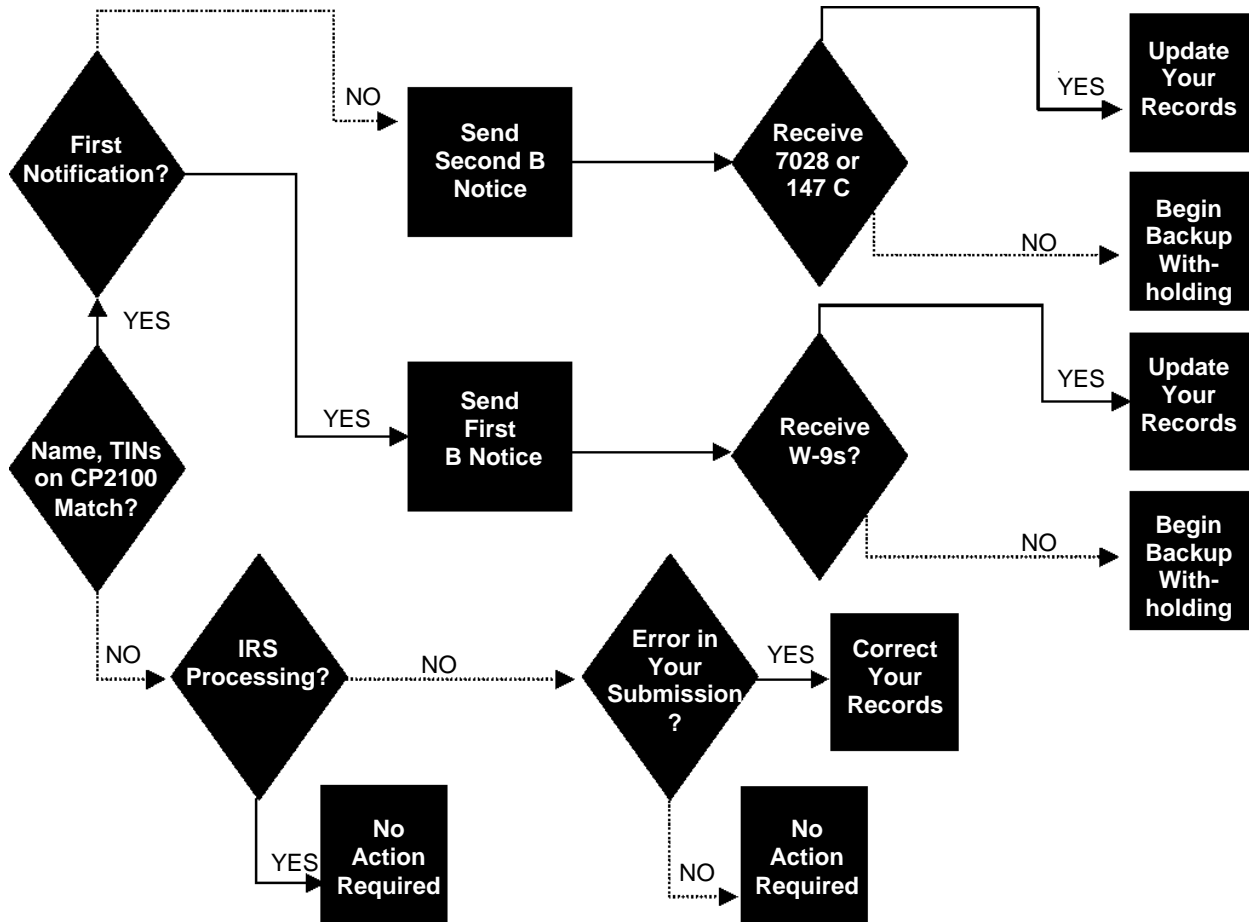 NO
First
Notification?
Send
Second B
Notice
Receive
7028 or
147 C
YES
Update
Your
Records
NO
Begin
Backup
With-
holding
YES
Name, TINs
on CP2100
Match?
YES
Send
First
B Notice
Receive
W-9s?
YES
Update
Your
Records
NO
Begin
Backup
With-
holding
NO
IRS
Processing?
NO
Error in
Your
Submission
?
YES
Correct
Your
Records
YES
No
Action
Required
NO
No
Action
Required